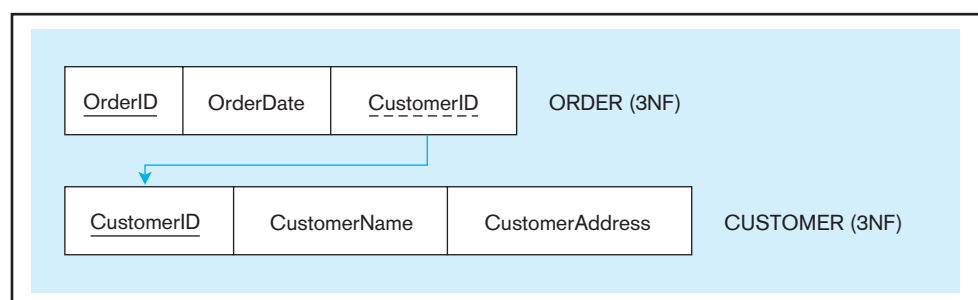 OrderID OrderDate CustomerID ORDER (3NF)
CustomerID CustomerName CustomerAddress CUSTOMER (3NF)